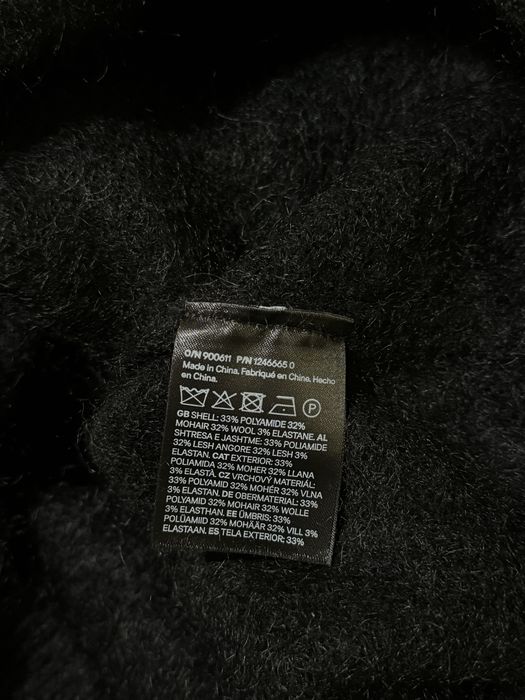 O/N 900611 P/N 1246665 0
Made in China. Fabriqué en Chine. Hecho
en China.
P
GB SHELL: 33% POLYAMIDE 32%
MOHAIR 32% WOOL 3% ELASTANE. AL
SHTRESA E JASHTME: 33% POLIAMIDE
32% LESH ANGORE 32% LESH 3%
ELASTAN. CAT EXTERIOR: 33%
POLIAMIDA 32% MOHER 32% LLANA
3% ELASTÀ. CZ VRCHOVÝ MATERIÁL:
33% POLYAMID 32% MOHÉR 32% VLNA
3% ELASTAN. DE OBERMATERIAL: 33%
POLYAMID 32% MOHAIR 32% WOLLE
3% ELASTHAN. EE ÜMBRIS: 33%
POLÜAMIID 32% MOHÄÄR 32% VILL 3%
ELASTAAN. ES TELA EXTERIOR: 33%